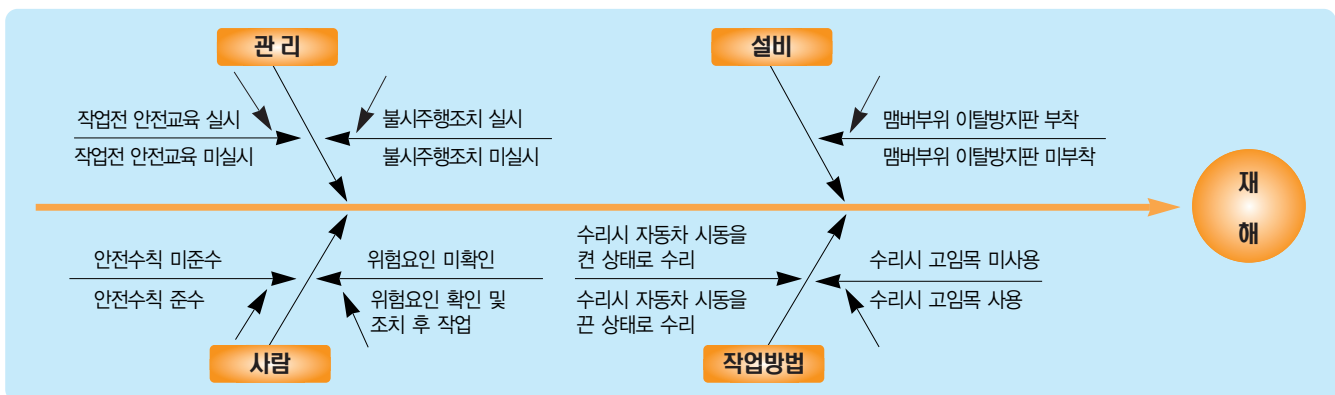 관 리
설비
작업전 안전교육 실시
작업전 안전교육 미실시
불시주행조치 실시
불시주행조치 미실시
맴버부위 이탈방지판 부착
맴버부위 이탈방지판 미부착
재
해
안전수칙 미준수
안전수칙 준수
위험요인 미확인
위험요인 확인 및
조치 후 작업
수리시 자동차 시동을
켠 상태로 수리
수리시 자동차 시동을
끈 상태로 수리
수리시 고임목 미사용
수리시 고임목 사용
사람
작업방법